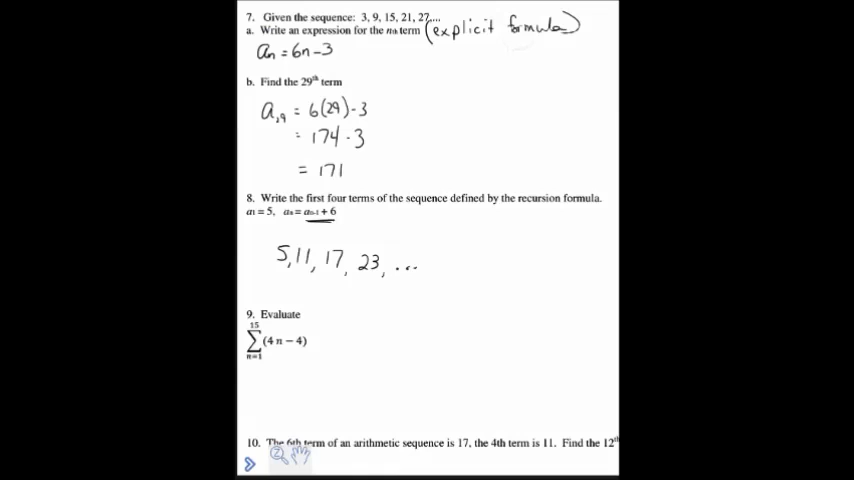 7. Given the sequence: 3, 9, 15, 21, 27,...
a. Write an expression for the nth term (explicit formula)
an = 6n - 3
b. Find the 29th term
a29 = 6(29) - 3
= 174 - 3
= 171
8. Write the first four terms of the sequence defined by the recursion formula.
a1 = 5, an = an-1 + 6
5, 11, 17, 23, ...
9. Evaluate
15
∑(4n − 4)
n=1
10. The 6th term of an arithmetic sequence is 17, the 4th term is 11. Find the 12th